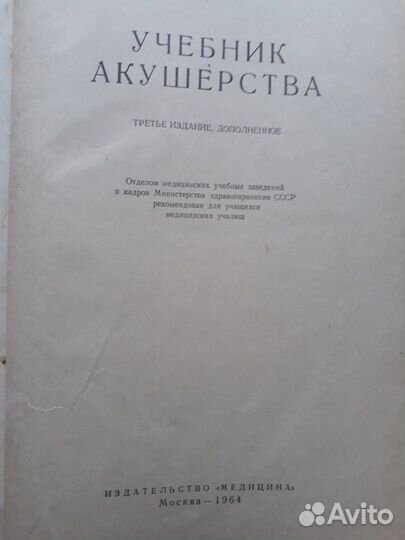 УЧЕБНИК
АКУШЕРСТВА
ТРЕТЬЕ ИЗДАНИЕ, ДОПОЛНЕННОЕ
Отделом медицинских учебных заведений
и кадров Министерства здравоохранения СССР
рекомендован для учащихся
медицинских училищ
ИЗДАТЕЛЬСТВО «МЕДИЦИНА»
Москва — 1964
Avito